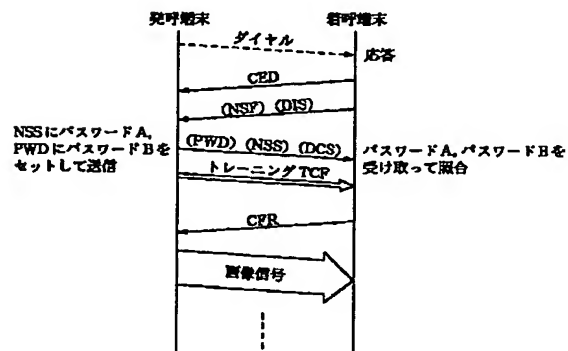 発呼端末
着呼端末
ダイヤル
応答
CED
(NSF) (DIS)
NSSにパスワードA,
PWDにパスワードBを
セットして送信
(PWD) (NSS) (DCS)
パスワードA,パスワードBを
受け取って照合
トレーニングTCF
CFR
画像信号